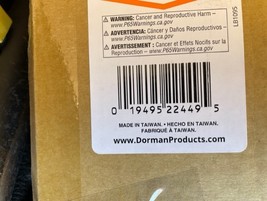 WARNING: Cancer and Reproductive Harm –
www.P65Warnings.ca.gov
ADVERTENCIA: Cáncer y Daños Reproductivos –
www.P65Warnings.ca.gov
AVERTISSEMENT : Cancer et Effets Nocifs sur la
Reproduction – www.P65Warnings.ca.gov
LB1095
0 19495 22449 5
MADE IN TAIWAN. • HECHO EN TAIWAN.
FABRIQUÉ À TAIWAN.
www.DormanProducts.com